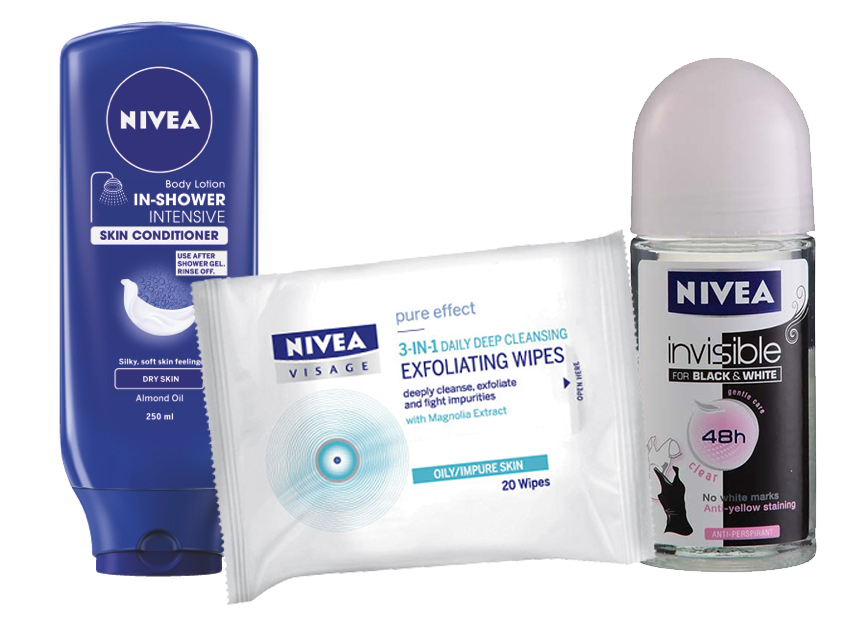 NIVEA
Body Lotion
IN-SHOWER
INTENSIVE
SKIN CONDITIONER
USE AFTER
SHOWER GEL.
RINSE OFF.
Silky, soft skin feeling
DRY SKIN
Almond Oil
250 ml
pure effect
NIVEA
VISAGE
3-IN-1 DAILY DEEP CLEANSING
EXFOLIATING WIPES
deeply cleanse, exfoliate
and fight impurities
with Magnolia Extract
OPEN HERE
OILY/IMPURE SKIN
20 Wipes
NIVEA
invisible
FOR BLACK & WHITE
gentle care
48h
clear
No white marks
Anti-yellow staining
ANTI-PERSPIRANT